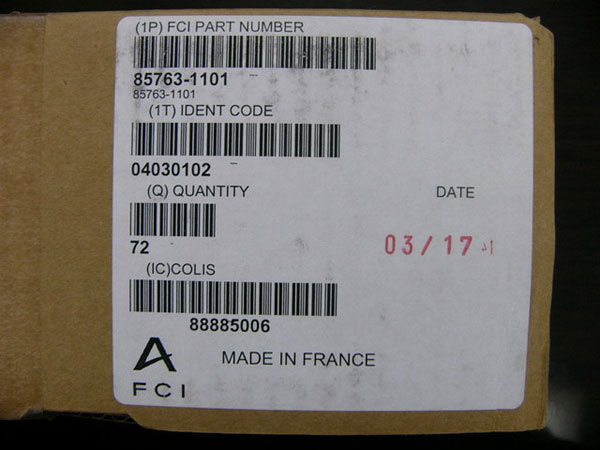 (1P) FCI PART NUMBER
85763-1101
85763-1101
(1T) IDENT CODE
04030102
(Q) QUANTITY
DATE
72
03/17
(IC)COLIS
88885006
MADE IN FRANCE
FCI